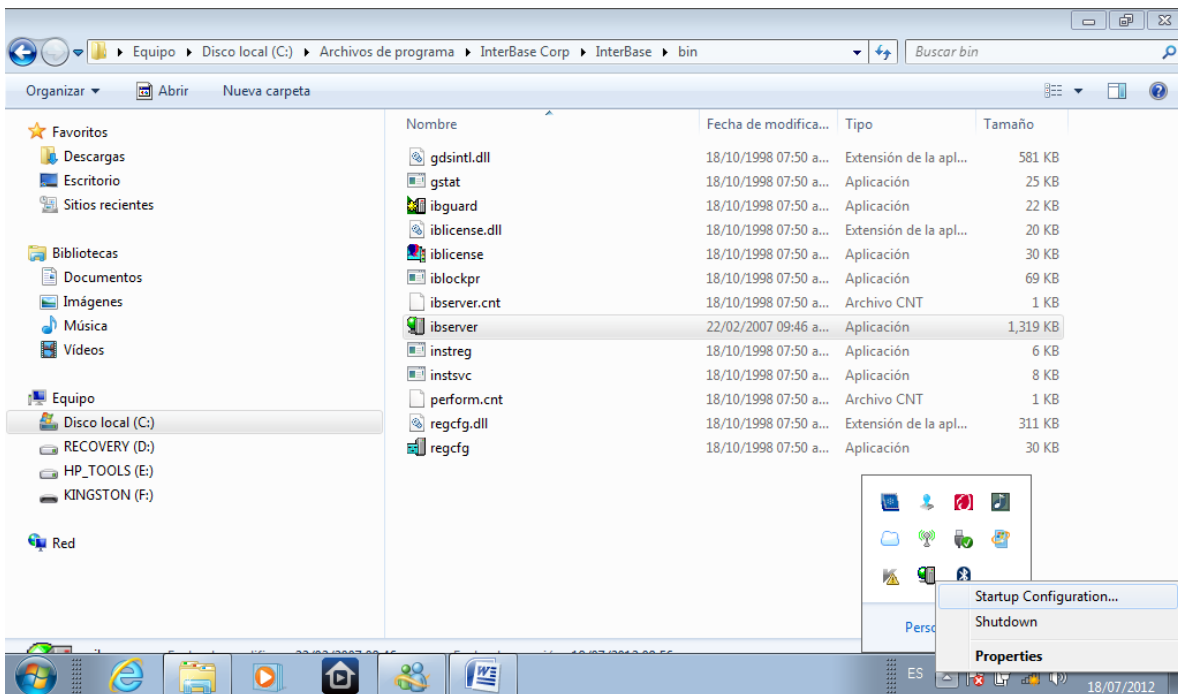 Equipo ▸ Disco local (C:) ▸ Archivos de programa ▸ InterBase Corp ▸ InterBase ▸ bin
Buscar bin
Organizar Abrir Nueva carpeta
Favoritos
Descargas
Escritorio
Sitios recientes
Bibliotecas
Documentos
Imágenes
Música
Vídeos
Equipo
Disco local (C:)
RECOVERY (D:)
HP_TOOLS (E:)
KINGSTON (F:)
Red
Nombre Fecha de modifica... Tipo Tamaño
gdsintl.dll 18/10/1998 07:50 a... Extensión de la apl... 581 KB
gstat 18/10/1998 07:50 a... Aplicación 25 KB
ibguard 18/10/1998 07:50 a... Aplicación 22 KB
iblicense.dll 18/10/1998 07:50 a... Extensión de la apl... 20 KB
iblicense 18/10/1998 07:50 a... Aplicación 30 KB
iblockpr 18/10/1998 07:50 a... Aplicación 69 KB
ibserver.cnt 18/10/1998 07:50 a... Archivo CNT 1 KB
ibserver 22/02/2007 09:46 a... Aplicación 1,319 KB
instreg 18/10/1998 07:50 a... Aplicación 6 KB
instsvc 18/10/1998 07:50 a... Aplicación 8 KB
perform.cnt 18/10/1998 07:50 a... Archivo CNT 1 KB
regcfg.dll 18/10/1998 07:50 a... Extensión de la apl... 311 KB
regcfg 18/10/1998 07:50 a... Aplicación 30 KB
Perso
Startup Configuration...
Shutdown
Properties
ES
18/07/2012